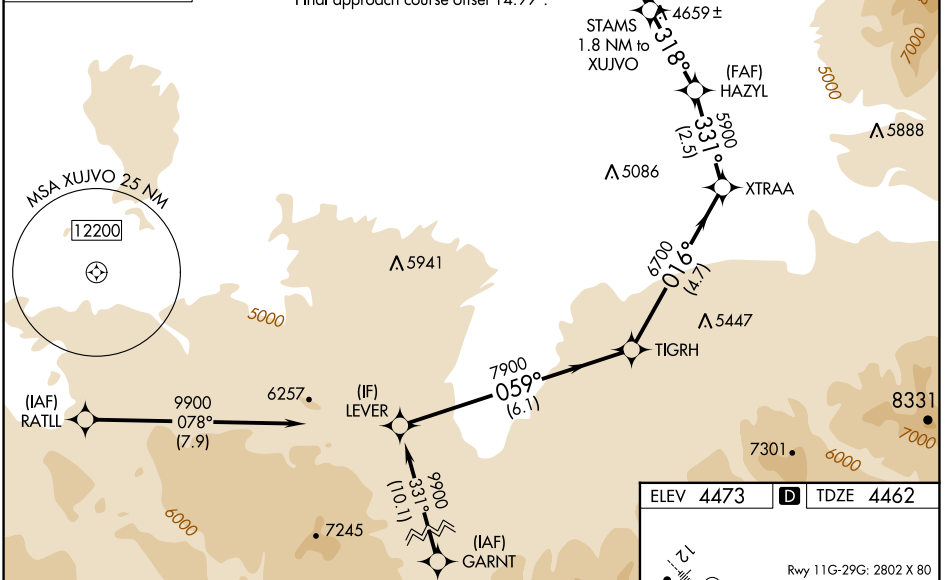 Final approach course offset 14.97°.
STAMS
1.8 NM to
XUJVO
4659±
318°
(FAF)
HAZYL
5900
331°
(2.5)
7000
5000
5888
5086
XTRAA
MSA XUJVO 25 NM
12200
5941
6700
016°
(4.7)
5000
5447
TIGRH
7900
059°
(6.1)
(IAF)
RATLL
9900
078°
(7.9)
6257
(IF)
LEVER
8331
7000
7301
6000
9900
331°
(10.1)
6000
7245
(IAF)
GARNT
ELEV 4473
D
TDZE 4462
12
Rwy 11G-29G: 2802 X 80